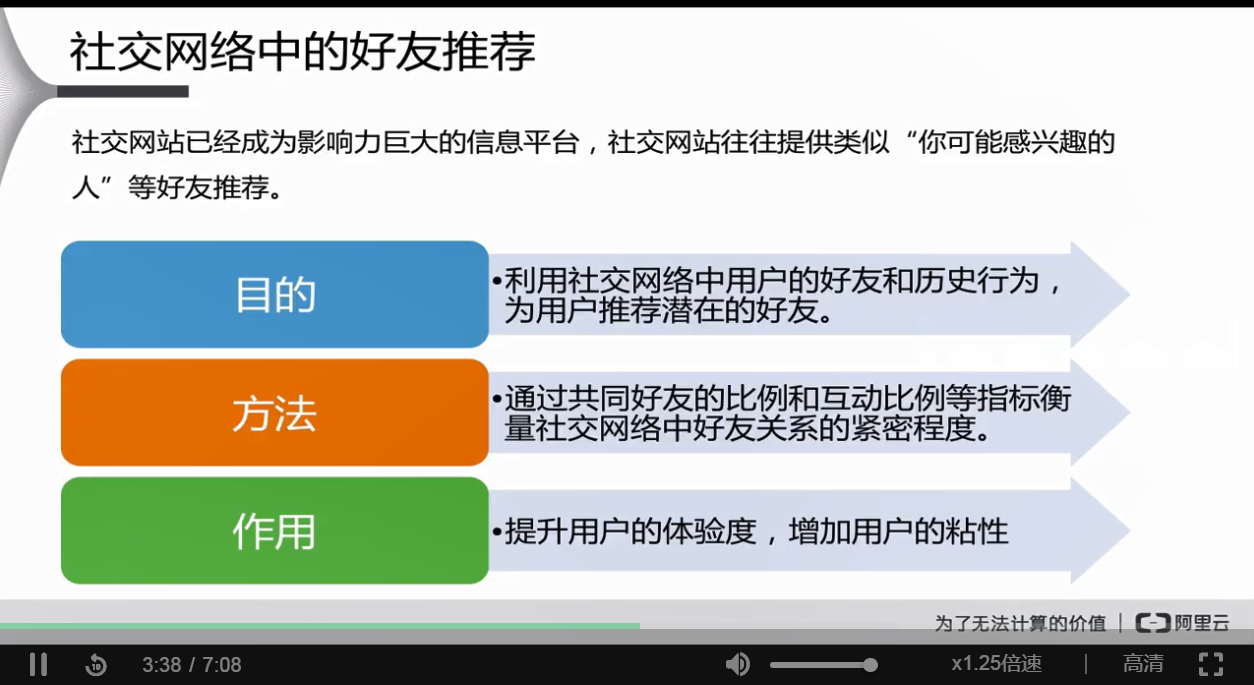 社交网络中的好友推荐
社交网站已经成为影响力巨大的信息平台，社交网站往往提供类似“你可能感兴趣的
人”等好友推荐。
目的
•利用社交网络中用户的好友和历史行为，
为用户推荐潜在的好友。
方法
•通过共同好友的比例和互动比例等指标衡
量社交网络中好友关系的紧密程度。
作用
•提升用户的体验度，增加用户的粘性
为了无法计算的价值 | 阿里云
10
3:38 / 7:08
x1.25倍速 | 高清